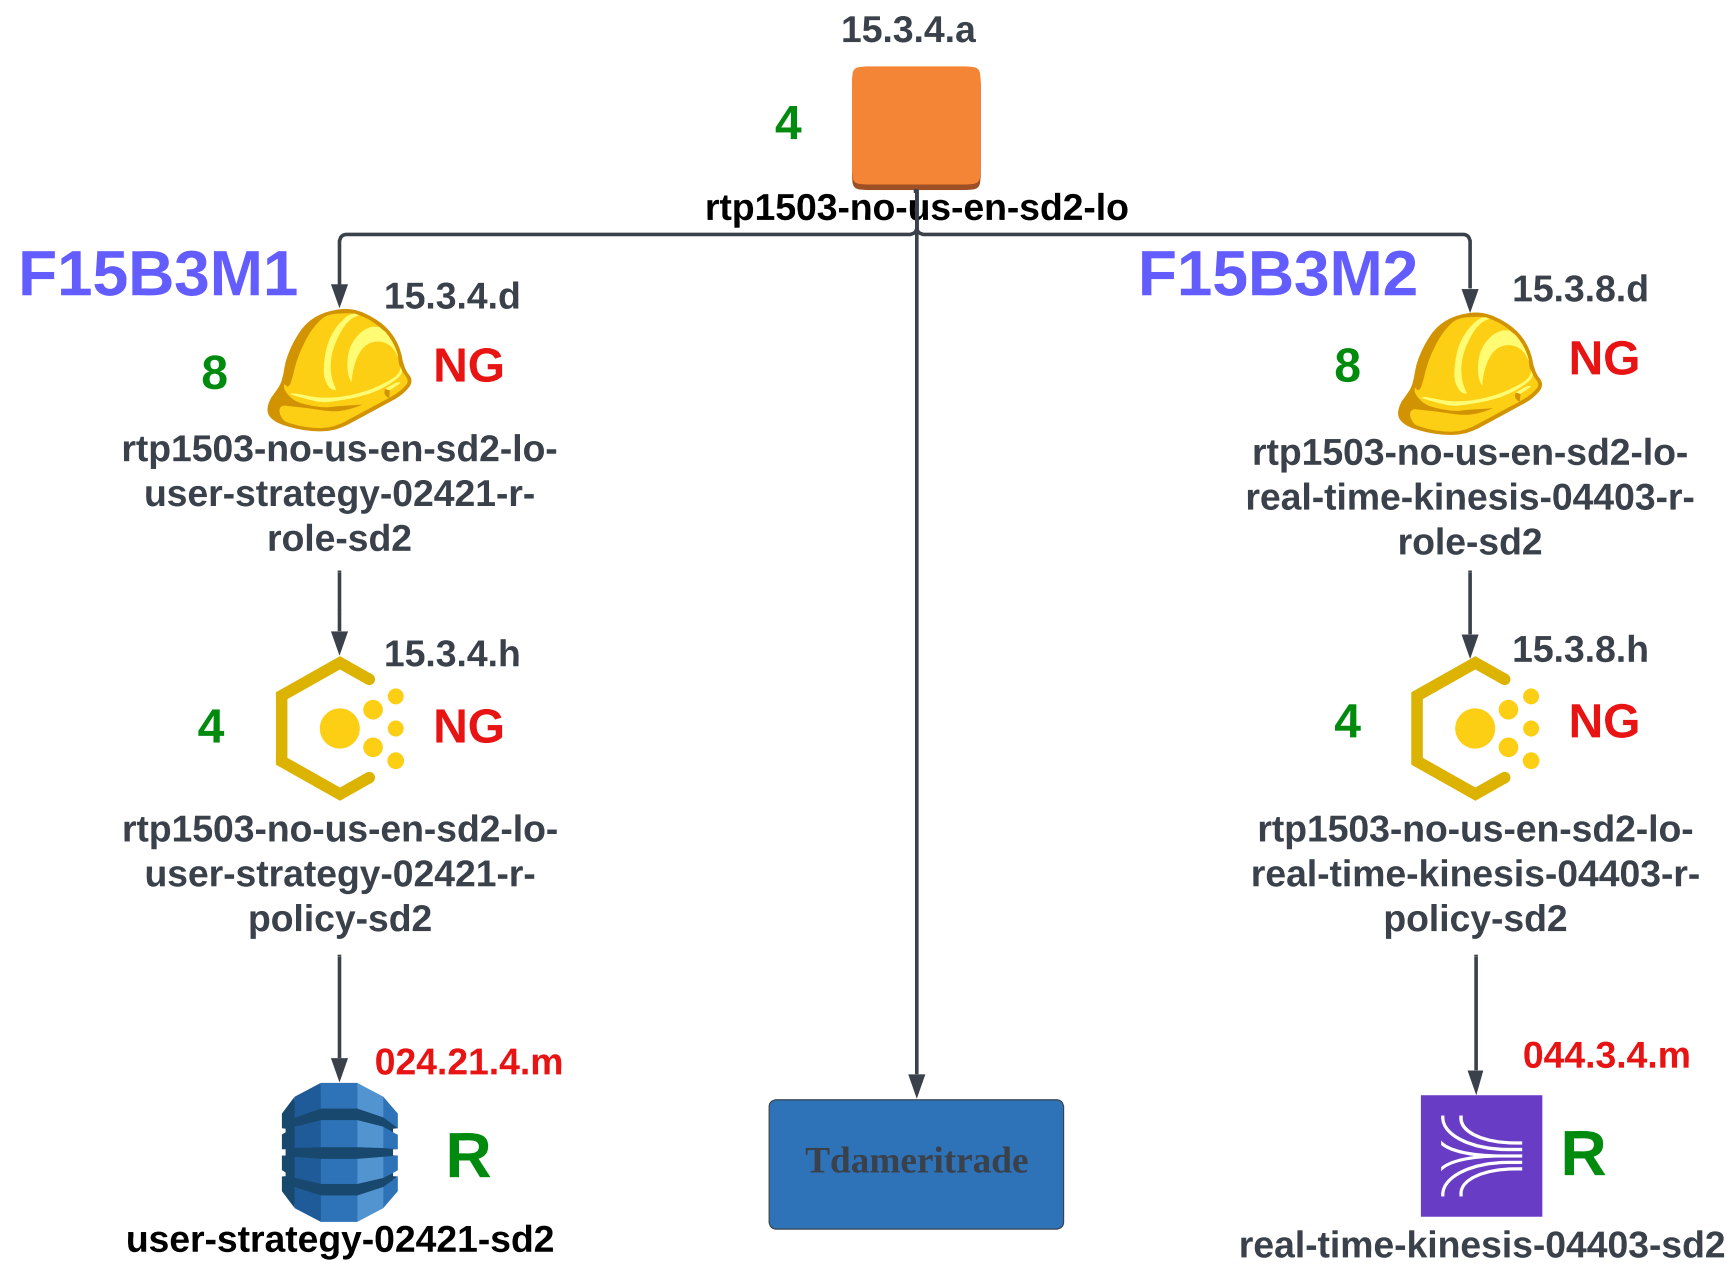 15.3.4.a
4
rtp1503-no-us-en-sd2-lo
F15B3M1
15.3.4.d
8
NG
rtp1503-no-us-en-sd2-lo-
user-strategy-02421-r-
role-sd2
15.3.4.h
4
NG
rtp1503-no-us-en-sd2-lo-
user-strategy-02421-r-
policy-sd2
024.21.4.m
R
user-strategy-02421-sd2
Tdameritrade
F15B3M2
15.3.8.d
8
NG
rtp1503-no-us-en-sd2-lo-
real-time-kinesis-04403-r-
role-sd2
15.3.8.h
4
NG
rtp1503-no-us-en-sd2-lo-
real-time-kinesis-04403-r-
policy-sd2
044.3.4.m
R
real-time-kinesis-04403-sd2